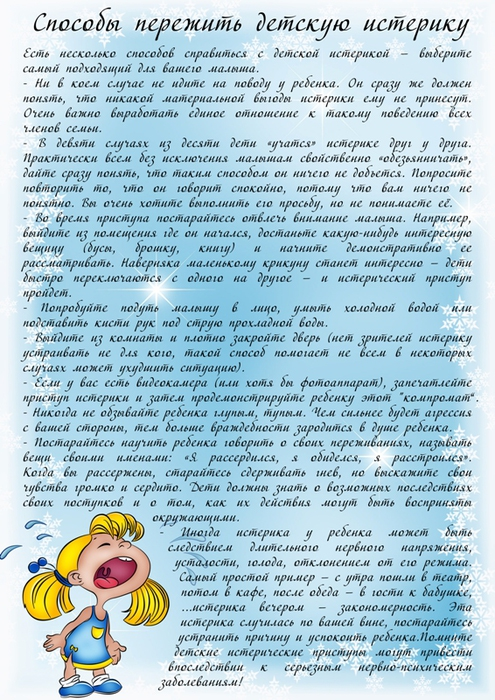 Способы пережить детскую истерику
Есть несколько способов справиться с детской истерикой – выберите
самый подходящий для вашего малыша.
- Ни в коем случае не идите на поводу у ребенка. Он сразу же должен
понять, что никакой материальной выгоды истерики ему не принесут.
Очень важно выработать единое отношение к такому поведению всех
членов семьи.
- В девяти случаях из десяти дети «учатся» истерике друг у друга.
Практически всем без исключения малышам свойственно «обезьянничать",
дайте сразу понять, что таким способом он ничего не добьется. Попросите
повторить то, что он говорит спокойно, потому что вам ничего не
понятно. Вы очень хотите выполнить его просьбу, но не понимаете её.
- Во время приступа постарайтесь отвлечь внимание малыша. Например,
выйдите из помещения где он начался, достаньте какую-нибудь интересную
вещицу (бусы, брошку, книгу) и начните демонстративно ее
рассматривать. Наверняка маленькому крикуну станет интересно – дети
быстро переключаются с одного на другое – и истерический приступ
пройдет.
- Попробуйте подуть малышу в лицо, умыть холодной водой или
подставить кисти рук под струю прохладной воды.
- Выйдите из комнаты и плотно закройте дверь (нет зрителей истерику
устраивать не для кого, такой способ помогает не всем в некоторых
случаях может ухудшить ситуацию).
- Если у вас есть видеокамера (или хотя бы фотоаппарат), запечатлейте
приступ истерики и затем продемонстрируйте ребенку этот "компромат".
- Никогда не обзывайте ребенка глупым, тупым. Чем сильнее будет агрессия
с вашей стороны, тем больше враждебности зародится в душе ребенка.
- Постарайтесь научить ребенка говорить о своих переживаниях, называть
вещи своими именами: «Я рассердился, я обиделся, я расстроился».
Когда вы рассержены, старайтесь сдерживать гнев, но выскажите свои
чувства громко и сердито. Дети должны знать о возможных последствиях
своих поступков и о том, как их действия могут быть восприняты
окружающими.
- Иногда истерика у ребенка может быть
следствием длительного нервного напряжения,
усталости, голода, отклонением от его режима.
Самый простой пример – с утра пошли в театр,
потом в кафе, после обеда – в гости к бабушке,
...истерика вечером – закономерность. Эта
истерика случилась по вашей вине, постарайтесь
устранить причину и успокоить ребенка.Помните
детские истерические приступы могут привести
впоследствии к серьезным нервно-психическим
заболеваниям!